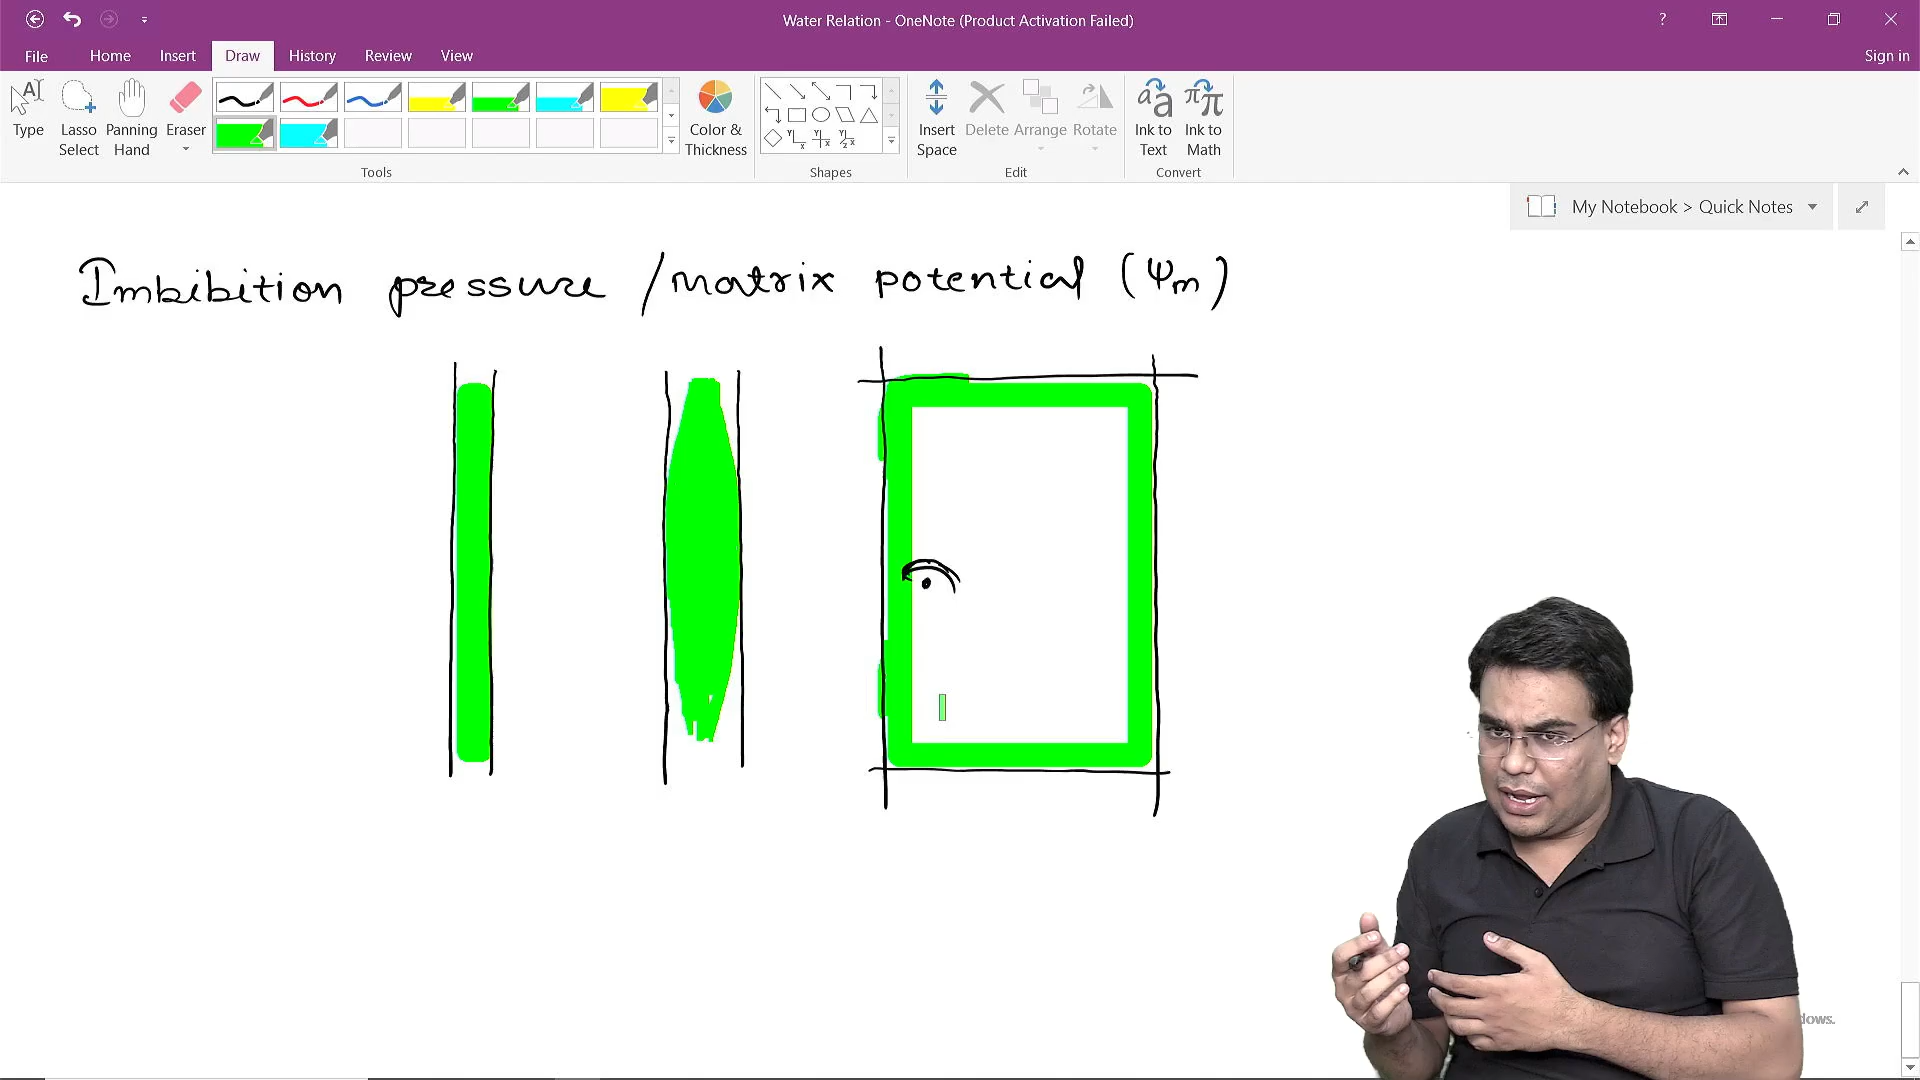 Water Relation - OneNote (Product Activation Failed)
?
File Home Insert Draw History Review View
Sign in
Type
Lasso Select
Panning Hand
Eraser
Color & Thickness
Insert Space
Delete
Arrange
Rotate
Ink to Text
Ink to Math
Tools
Shapes
Edit
Convert
My Notebook > Quick Notes
Imbibition pressure / matrix potential (Ψm)
dows.